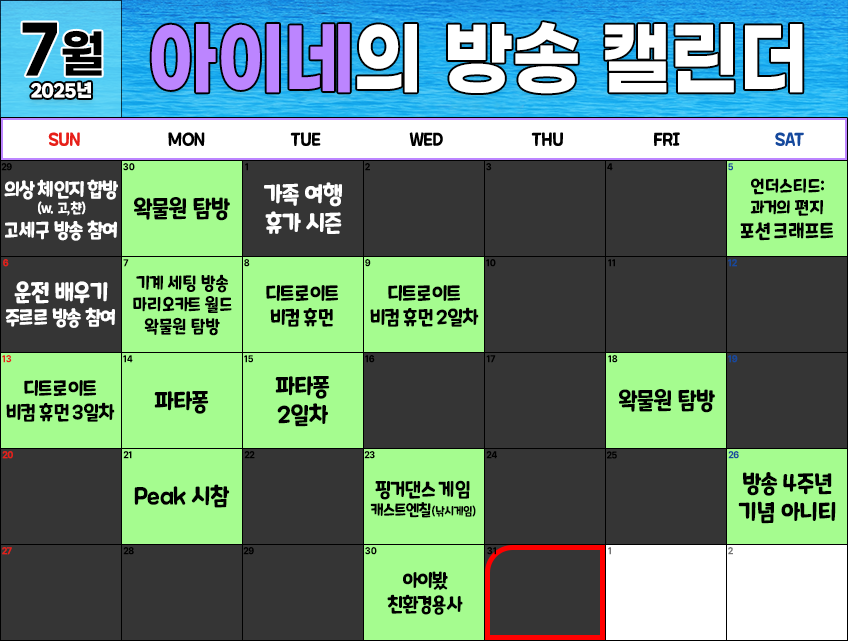 7월
2025년
아이네의 방송 캘린더
SUN MON TUE WED THU FRI SAT
29
의상 체인지 합방
(w. 고,챤)
고세구 방송 참여
30
왁물원 탐방
1
가족 여행
휴가 시즌
2
3
4
5
언더스티드:
과거의 편지
포션 크래프트
6
운전 배우기
주르르 방송 참여
7
기계 세팅 방송
마리오카트 월드
왁물원 탐방
8
디트로이트
비컴 휴먼
9
디트로이트
비컴 휴먼 2일차
10
11
12
13
디트로이트
비컴 휴먼 3일차
14
파타퐁
15
파타퐁
2일차
16
17
18
왁물원 탐방
19
20
21
Peak 시참
22
23
핑거댄스 게임
캐스트엔칠(낚시게임)
24
25
26
방송 4주년
기념 아니티
27
28
29
30
아이봤
친환경용사
31
1
2